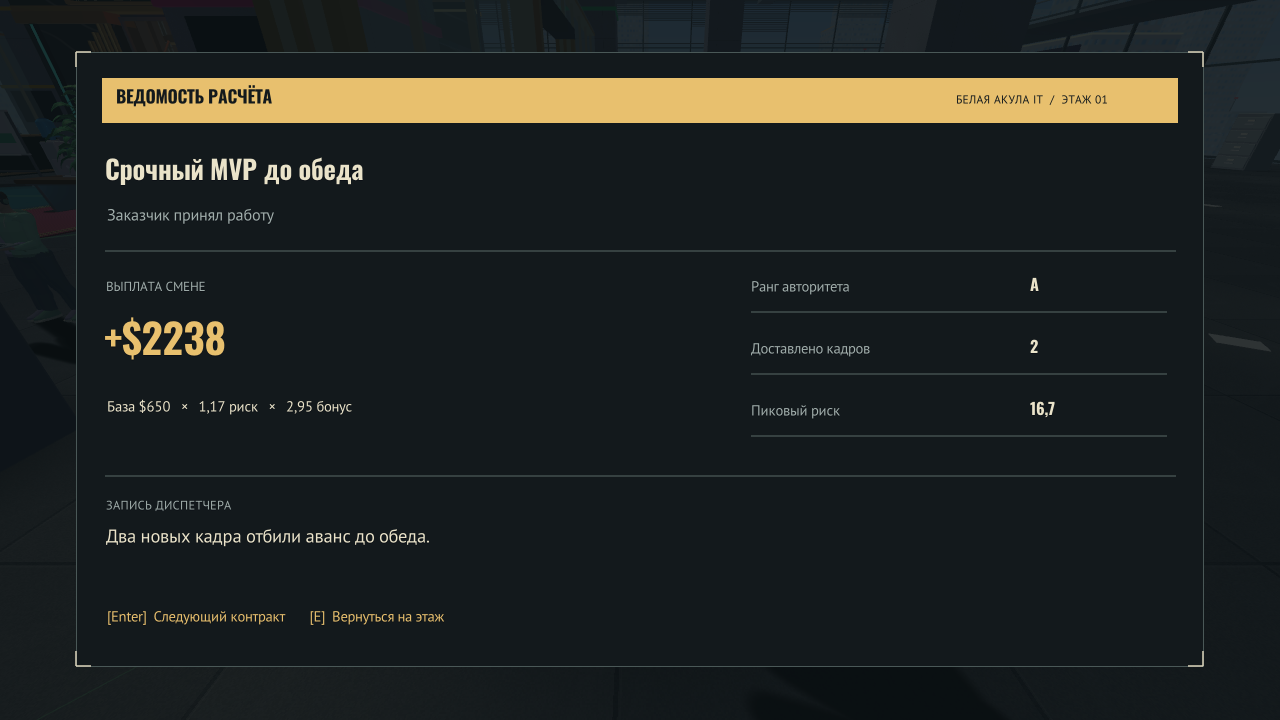 ВЕДОМОСТЬ РАСЧЁТА
БЕЛАЯ АКУЛА IT / ЭТАЖ 01
Срочный MVP до обеда
Заказчик принял работу
ВЫПЛАТА СМЕНЕ
+$2238
База $650 × 1,17 риск × 2,95 бонус
Ранг авторитета A
Доставлено кадров 2
Пиковый риск 16,7
ЗАПИСЬ ДИСПЕТЧЕРА
Два новых кадра отбили аванс до обеда.
[Enter] Следующий контракт [E] Вернуться на этаж